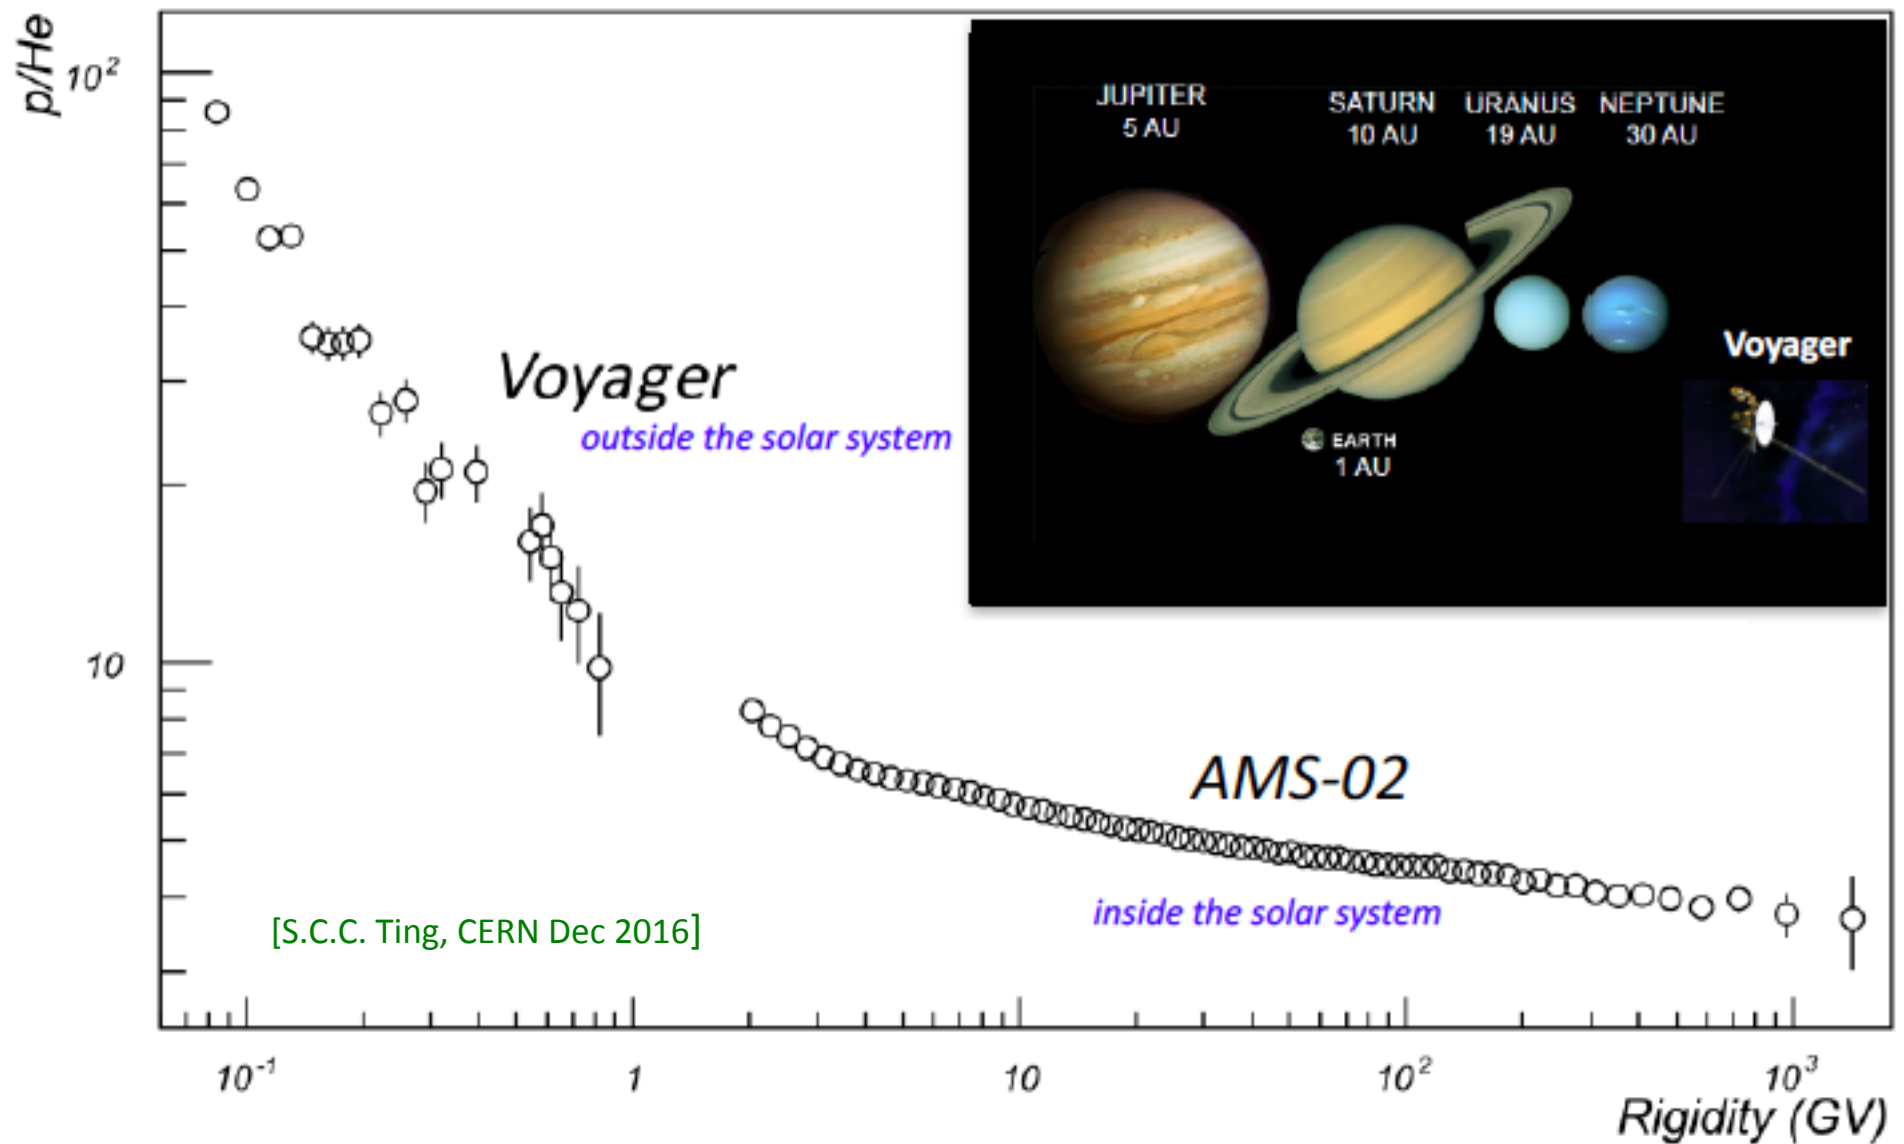 p/He
10²
10
JUPITER
5 AU
SATURN
10 AU
URANUS
19 AU
NEPTUNE
30 AU
Voyager
EARTH
1 AU
Voyager
outside the solar system
AMS-02
inside the solar system
[S.C.C. Ting, CERN Dec 2016]
10⁻¹
1
10
10²
10³
Rigidity (GV)